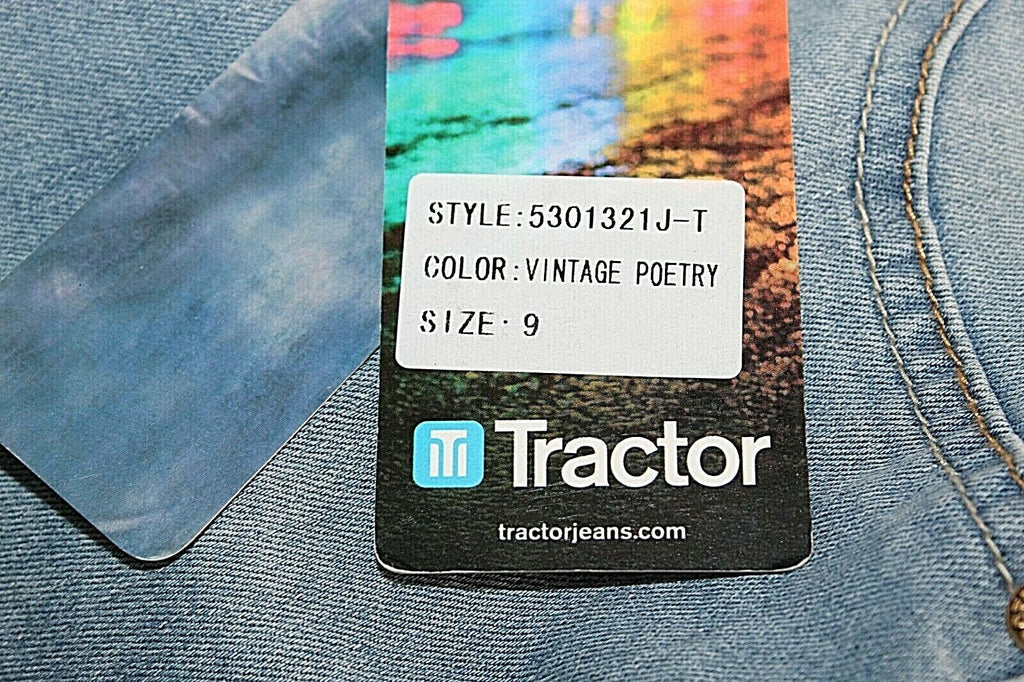 STYLE:5301321J-T
COLOR:VINTAGE POETRY
SIZE: 9
Tractor
tractorjeans.com